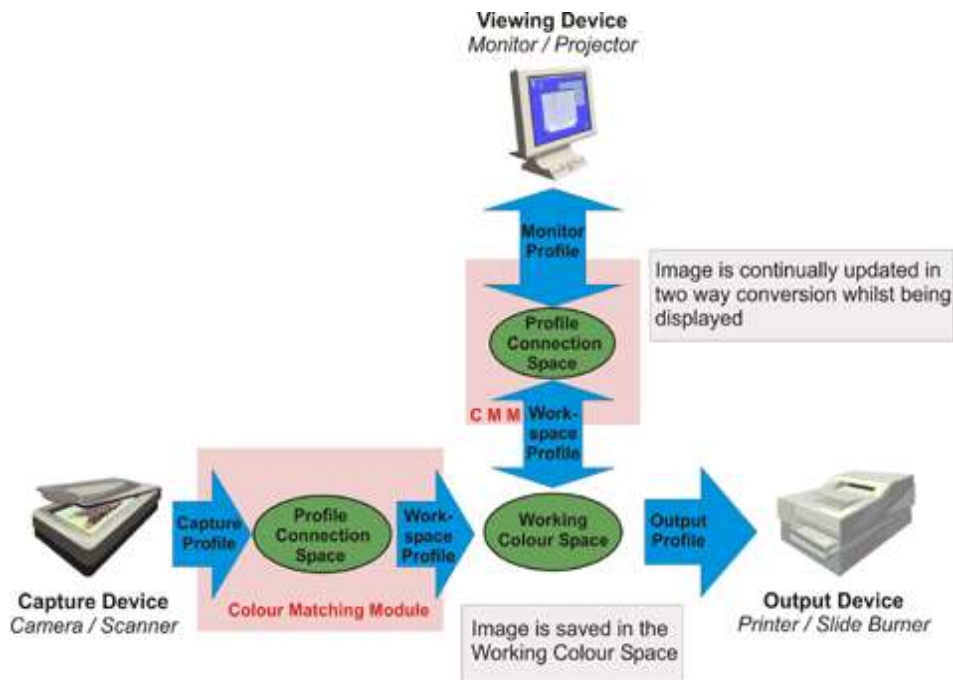 Viewing Device
Monitor / Projector
Monitor
Profile
Image is continually updated in
two way conversion whilst being
displayed
Profile
Connection
Space
C M M
Work-
space
Profile
Capture
Profile
Profile
Connection
Space
Work-
space
Profile
Working
Colour Space
Output
Profile
Colour Matching Module
Capture Device
Camera / Scanner
Image is saved in the
Working Colour Space
Output Device
Printer / Slide Burner